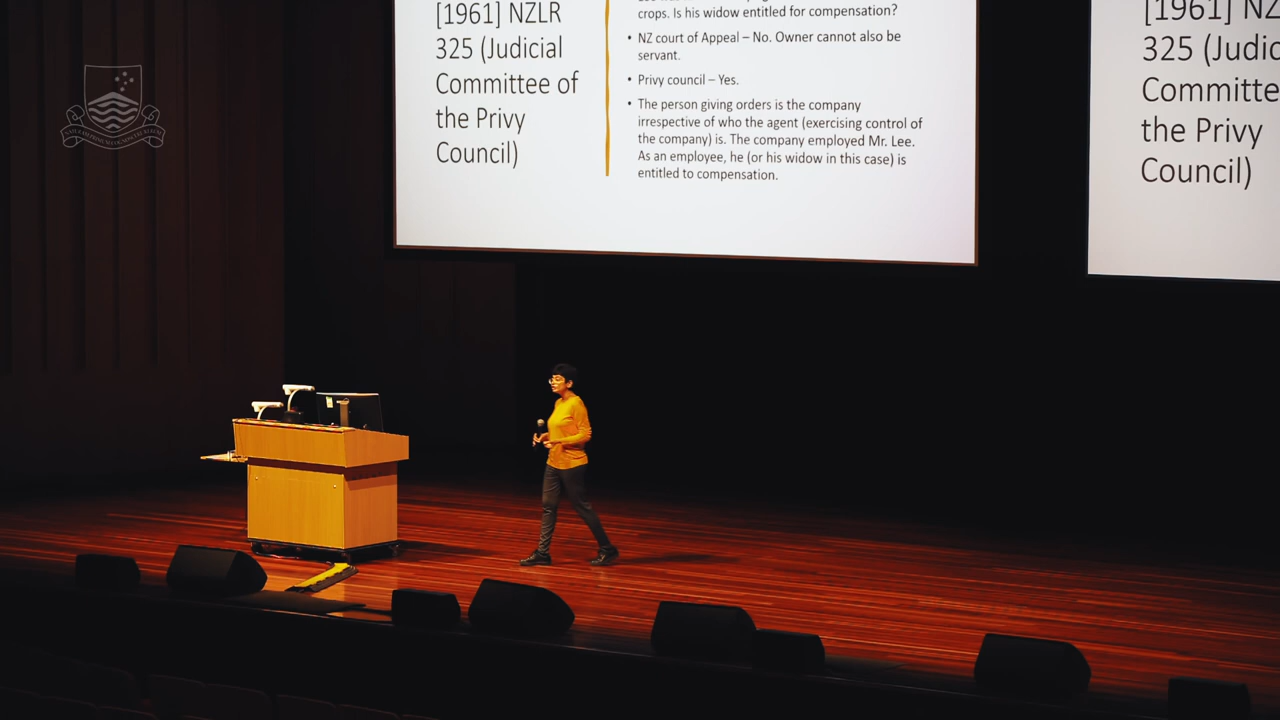 [1961] NZLR
325 (Judicial
Committee of
the Privy
Council)
crops. Is his widow entitled for compensation?
• NZ court of Appeal – No. Owner cannot also be
servant.
• Privy council – Yes.
• The person giving orders is the company
irrespective of who the agent (exercising control of
the company) is. The company employed Mr. Lee.
As an employee, he (or his widow in this case) is
entitled to compensation.
[1961] NZ
325 (Judic
Committe
the Privy
Council)